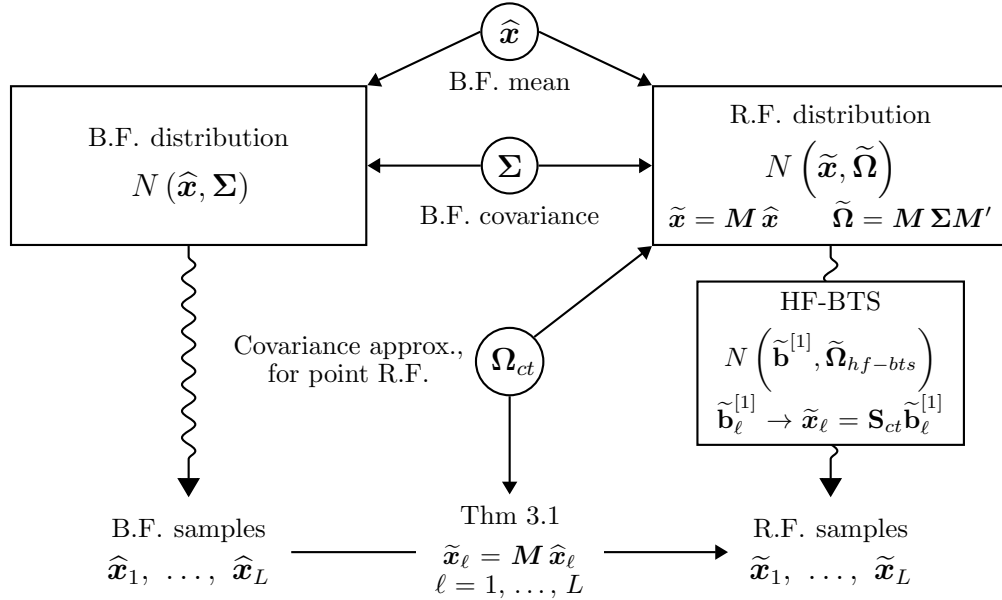 x̂
B.F. mean
B.F. distribution
N (x̂, Σ)
Σ
B.F. covariance
R.F. distribution
N (x̃, Ω̃)
x̃ = M x̂ Ω̃ = M ΣM′
Covariance approx.,
for point R.F.
Ω_ct
HF-BTS
N (b̃^[1], Ω̃_hf−bts)
b̃_ℓ^[1] → x̃_ℓ = S_ct b̃_ℓ^[1]
B.F. samples
x̂_1, …, x̂_L
Thm 3.1
x̃_ℓ = M x̂_ℓ
ℓ = 1, …, L
R.F. samples
x̃_1, …, x̃_L